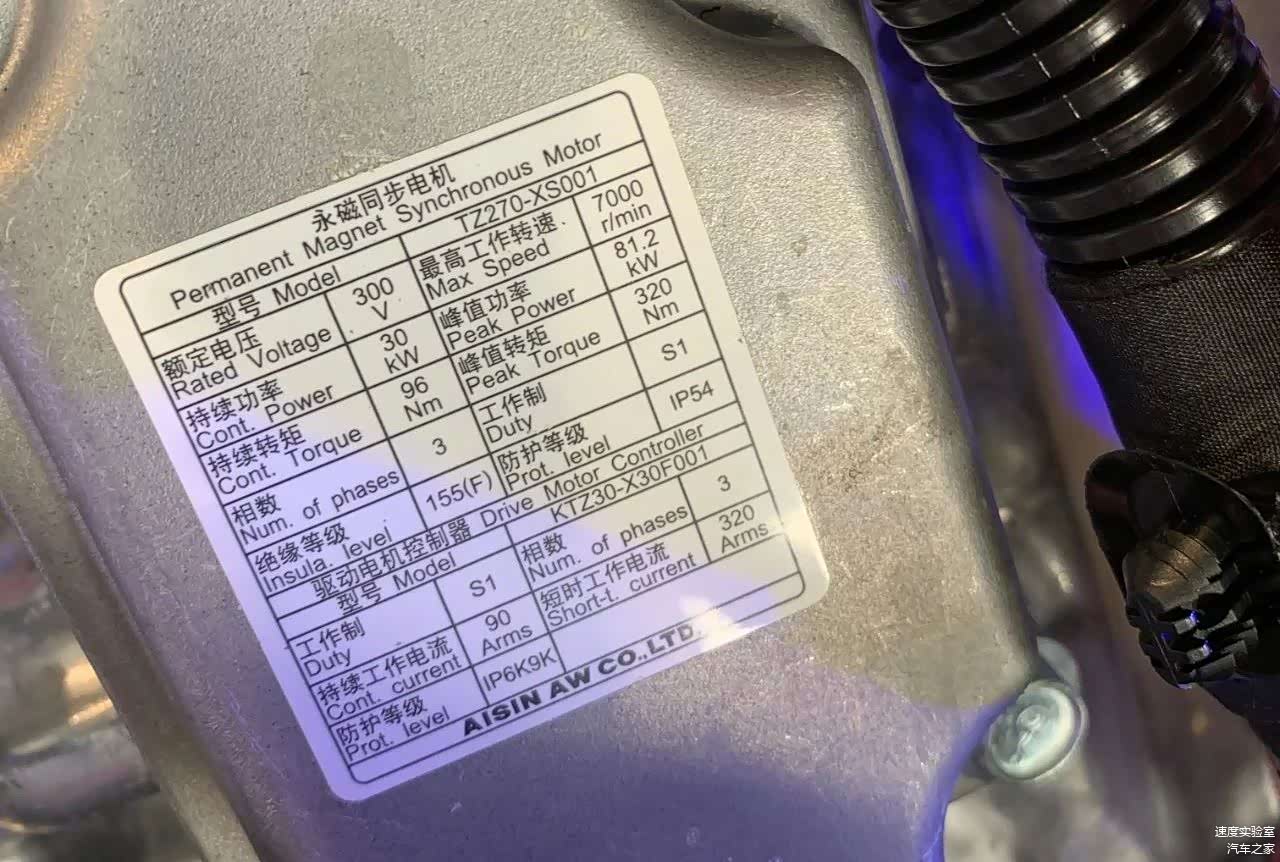 永磁同步电机
Permanent Magnet Synchronous Motor
型号 Model TZ270-XS001
额定电压 300 最高工作转速 7000
Rated Voltage V Max Speed r/min
持续功率 30 峰值功率 81.2
Cont. Power kW Peak Power kW
持续转矩 96 峰值转矩 320
Cont. Torque Nm Peak Torque Nm
相数 3 工作制 S1
Num. of phases Duty
绝缘等级 155(F) 防护等级 IP54
Insula. level Prot. level
驱动电机控制器 Drive Motor Controller
型号 Model KTZ30-X30F001
工作制 S1 相数 3
Duty Num. of phases
持续工作电流 90 短时工作电流 320
Cont. current Arms Short-t. current Arms
防护等级 IP6K9K
Prot. level
AISIN AW CO.,LTD.
速度实验室
汽车之家